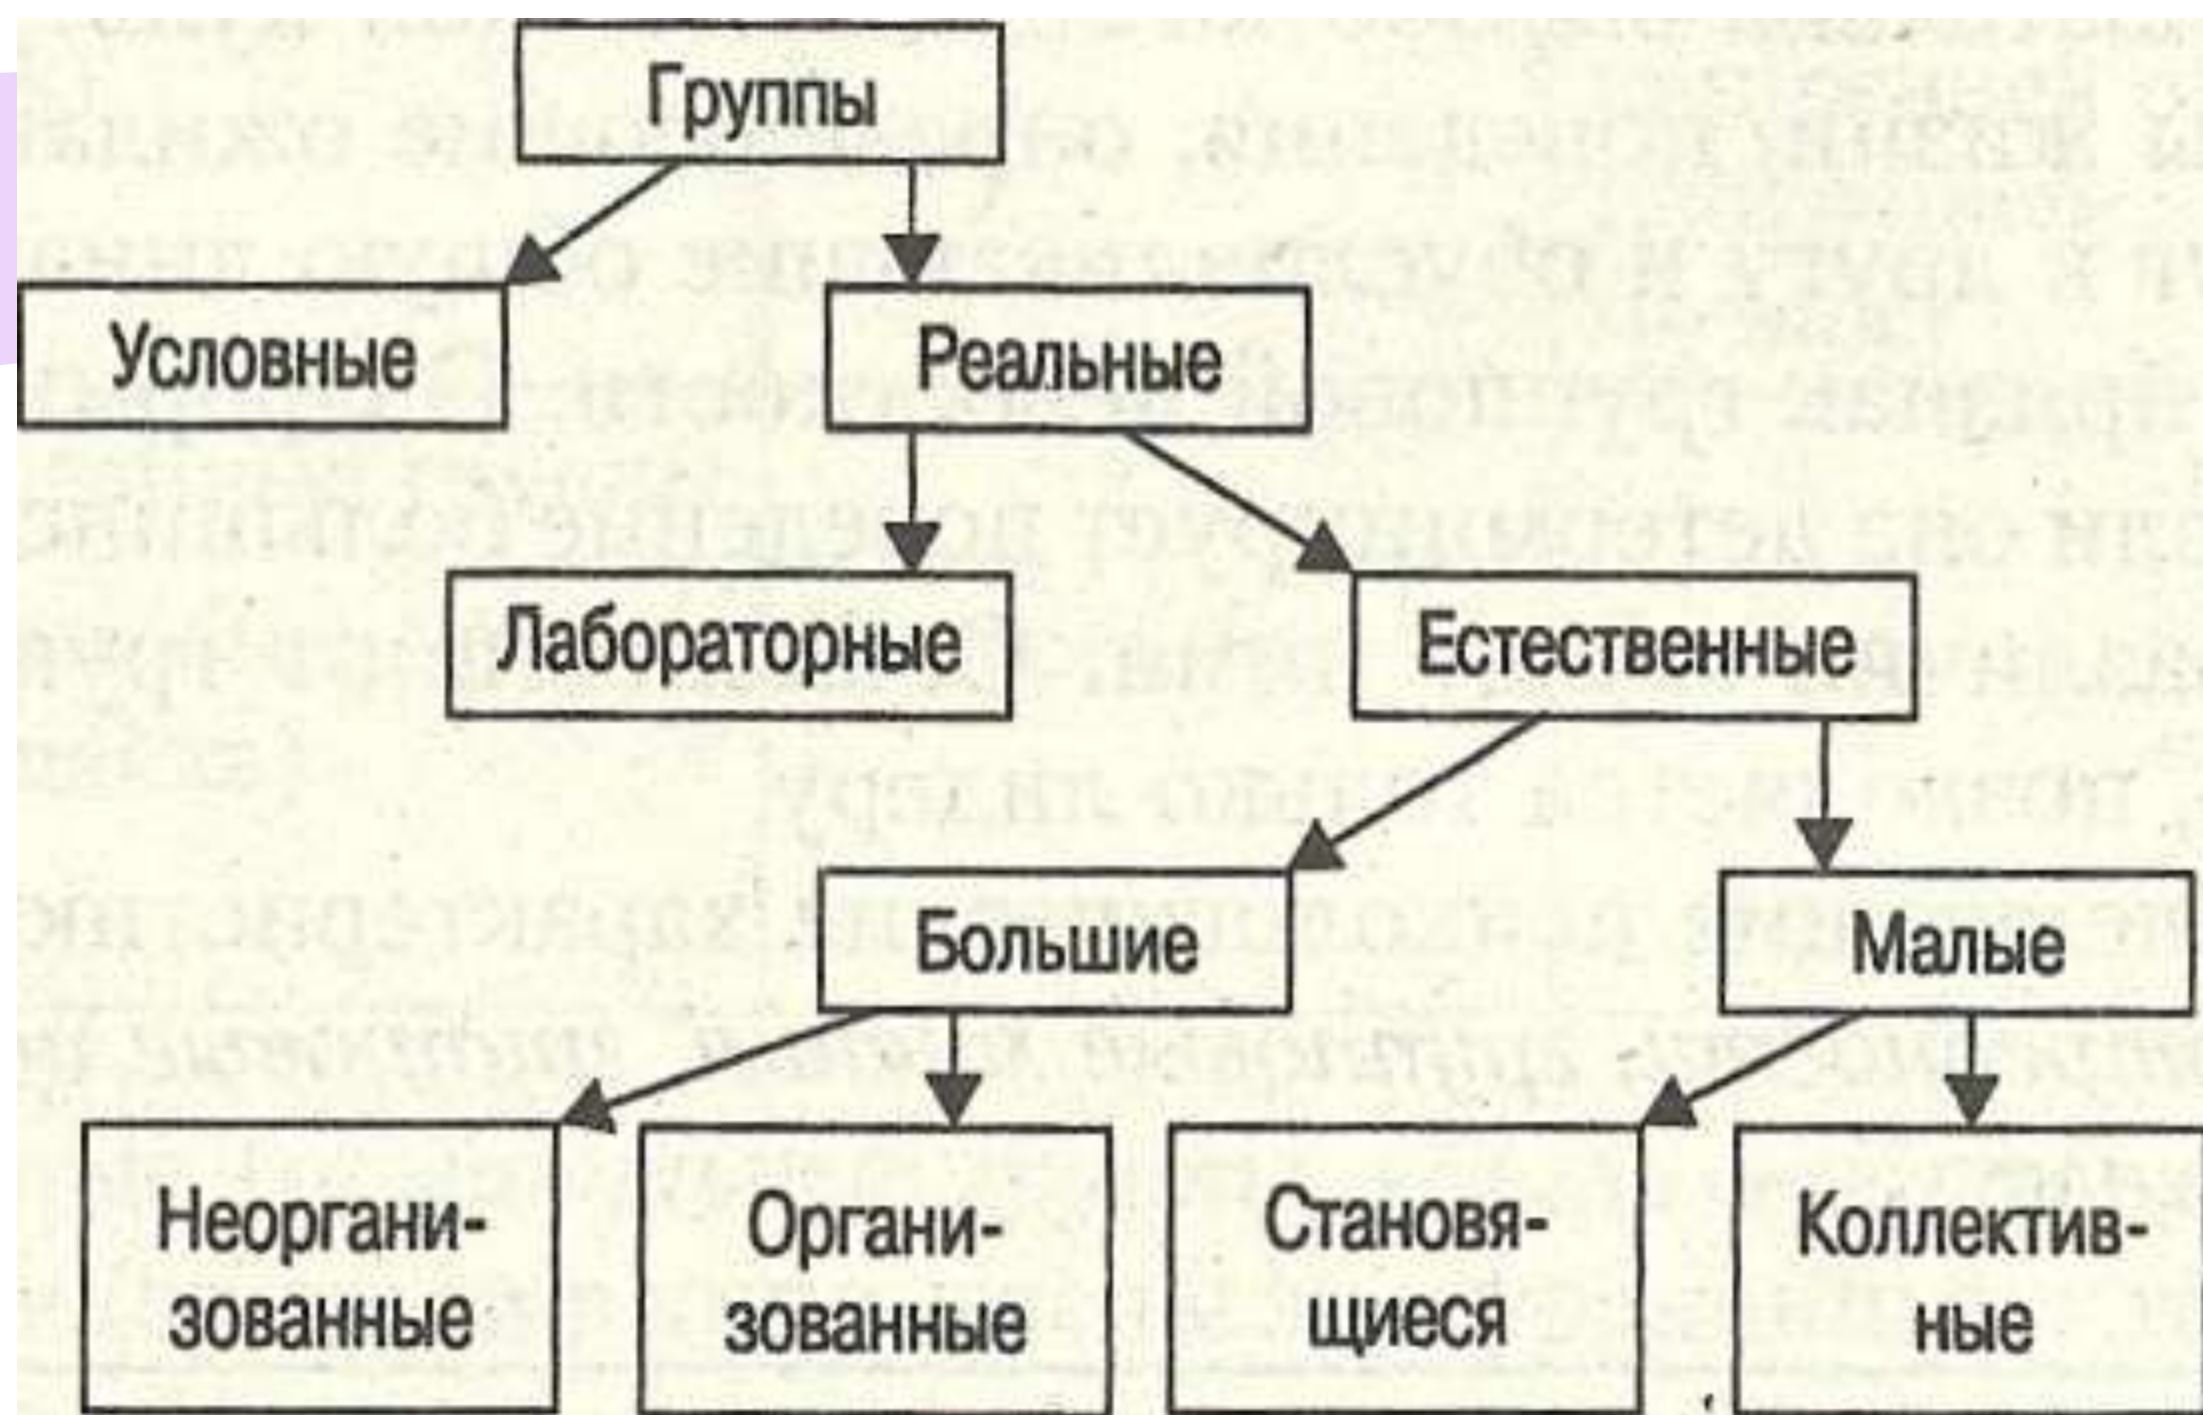 Группы
Условные
Реальные
Лабораторные
Естественные
Большие
Малые
Неоргани-
зованные
Органи-
зованные
Становя-
щиеся
Коллектив-
ные